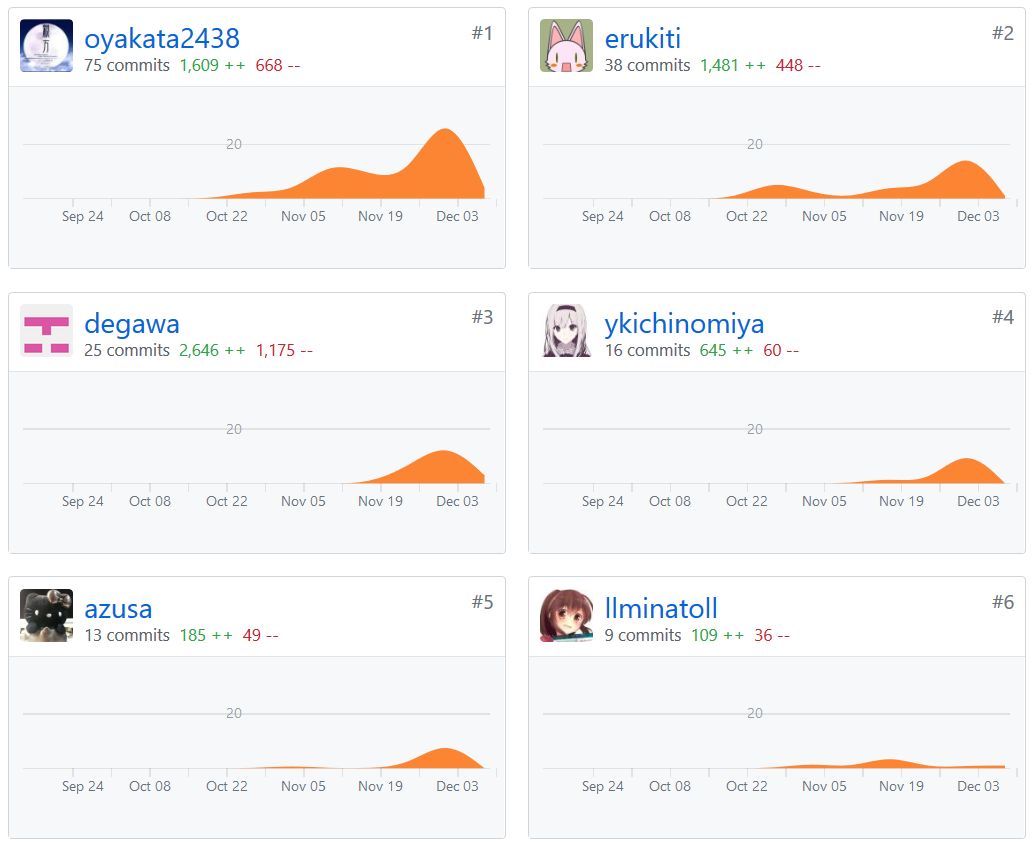 oyakata2438 #1
75 commits 1,609 ++ 668 --
20
Sep 24 Oct 08 Oct 22 Nov 05 Nov 19 Dec 03
erukiti #2
38 commits 1,481 ++ 448 --
20
Sep 24 Oct 08 Oct 22 Nov 05 Nov 19 Dec 03
degawa #3
25 commits 2,646 ++ 1,175 --
20
Sep 24 Oct 08 Oct 22 Nov 05 Nov 19 Dec 03
ykichinomiya #4
16 commits 645 ++ 60 --
20
Sep 24 Oct 08 Oct 22 Nov 05 Nov 19 Dec 03
azusa #5
13 commits 185 ++ 49 --
20
Sep 24 Oct 08 Oct 22 Nov 05 Nov 19 Dec 03
llminatoll #6
9 commits 109 ++ 36 --
20
Sep 24 Oct 08 Oct 22 Nov 05 Nov 19 Dec 03